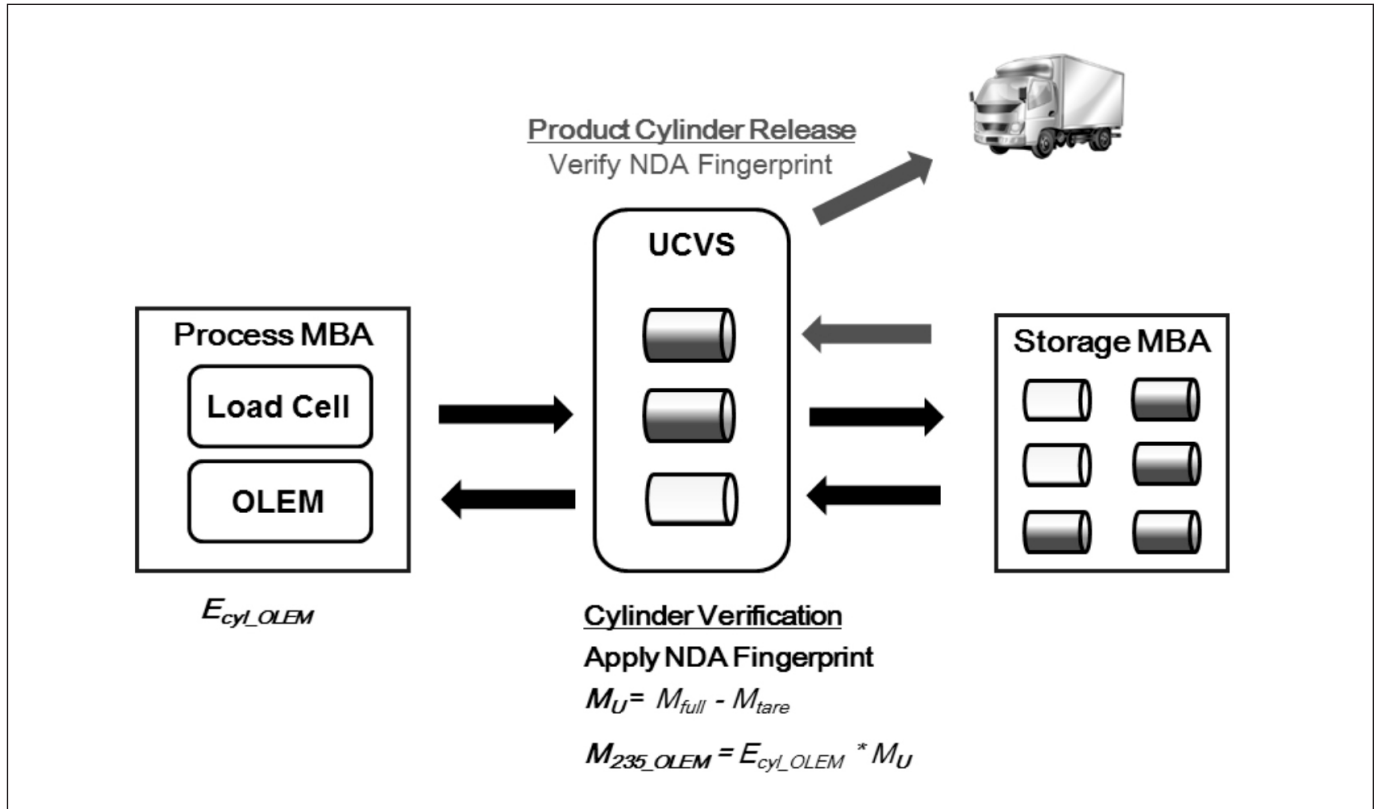 Product Cylinder Release
Verify NDA Fingerprint
UCVS
Process MBA
Load Cell
OLEM
Storage MBA
E_cyl_OLEM
Cylinder Verification
Apply NDA Fingerprint
M_U = M_full - M_tare
M_235_OLEM = E_cyl_OLEM * M_U